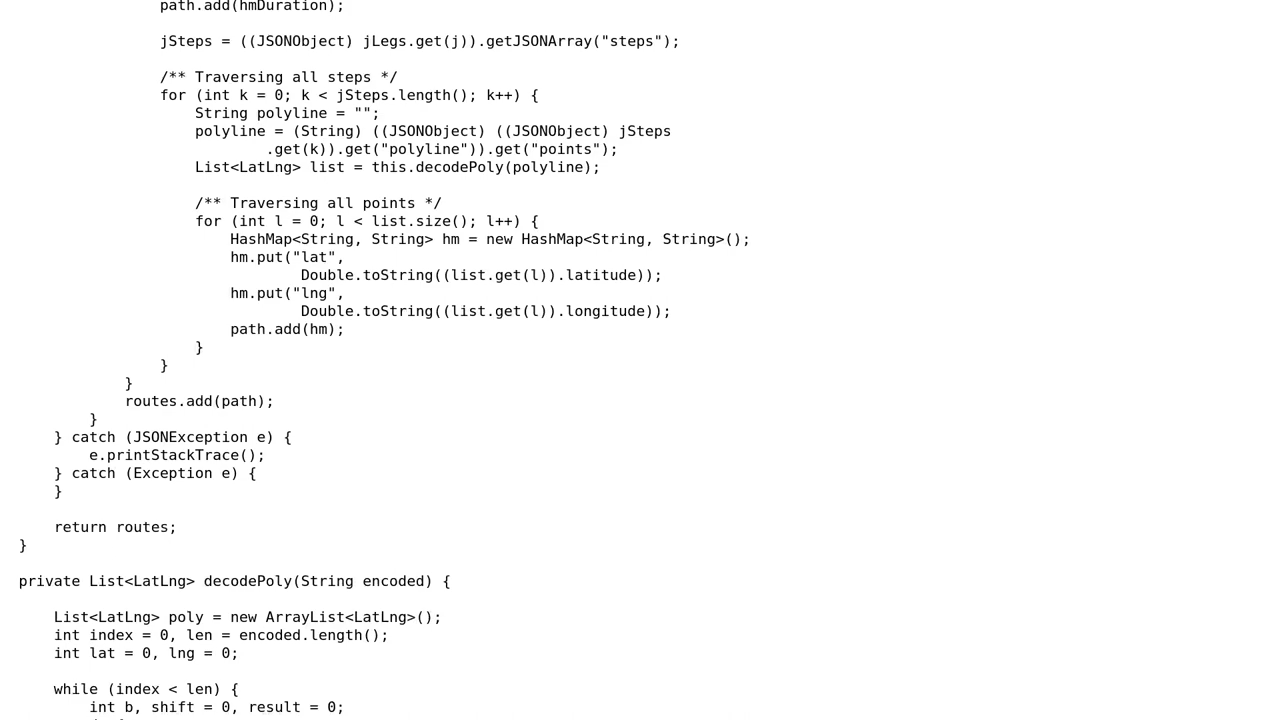 path.add(hmDuration);
jSteps = ((JSONObject) jLegs.get(j)).getJSONArray("steps");
/** Traversing all steps */
for (int k = 0; k < jSteps.length(); k++) {
String polyline = "";
polyline = (String) ((JSONObject) ((JSONObject) jSteps
.get(k)).get("polyline")).get("points");
List<LatLng> list = this.decodePoly(polyline);
/** Traversing all points */
for (int l = 0; l < list.size(); l++) {
HashMap<String, String> hm = new HashMap<String, String>();
hm.put("lat",
Double.toString((list.get(l)).latitude));
hm.put("lng",
Double.toString((list.get(l)).longitude));
path.add(hm);
}
}
}
routes.add(path);
}
} catch (JSONException e) {
e.printStackTrace();
} catch (Exception e) {
}
return routes;
}
private List<LatLng> decodePoly(String encoded) {
List<LatLng> poly = new ArrayList<LatLng>();
int index = 0, len = encoded.length();
int lat = 0, lng = 0;
while (index < len) {
int b, shift = 0, result = 0;